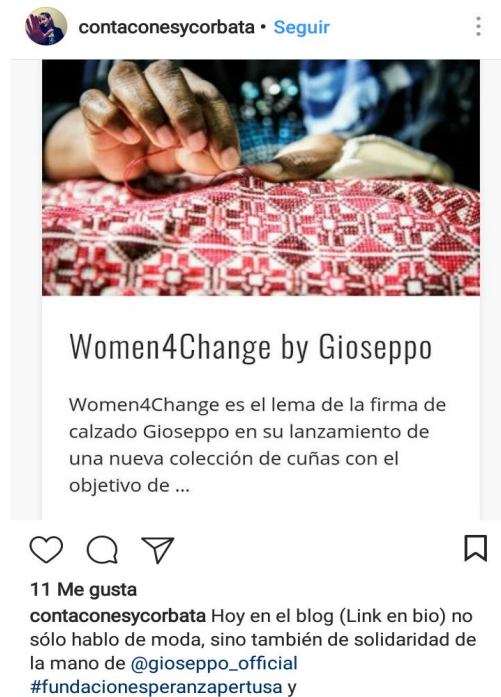 contaconesycorbata • Seguir
Women4Change by Gioseppo
Women4Change es el lema de la firma de
calzado Gioseppo en su lanzamiento de
una nueva colección de cuñas con el
objetivo de ...
11 Me gusta
contaconesycorbata Hoy en el blog (Link en bio) no
sólo hablo de moda, sino también de solidaridad de
la mano de @gioseppo_official
#fundacionesperanzapertusa y